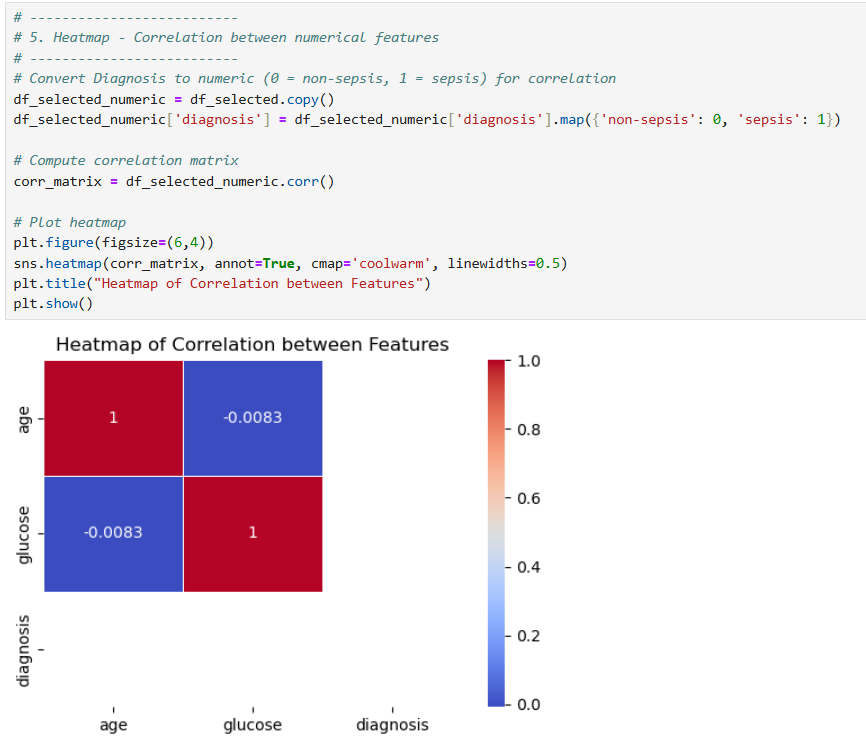 # --------------------------
# 5. Heatmap - Correlation between numerical features
# --------------------------
# Convert Diagnosis to numeric (0 = non-sepsis, 1 = sepsis) for correlation
df_selected_numeric = df_selected.copy()
df_selected_numeric['diagnosis'] = df_selected_numeric['diagnosis'].map({'non-sepsis': 0, 'sepsis': 1})
# Compute correlation matrix
corr_matrix = df_selected_numeric.corr()
# Plot heatmap
plt.figure(figsize=(6,4))
sns.heatmap(corr_matrix, annot=True, cmap='coolwarm', linewidths=0.5)
plt.title("Heatmap of Correlation between Features")
plt.show()
Heatmap of Correlation between Features
age
1
-0.0083
glucose
-0.0083
1
diagnosis
age
glucose
diagnosis
1.0
0.8
0.6
0.4
0.2
0.0